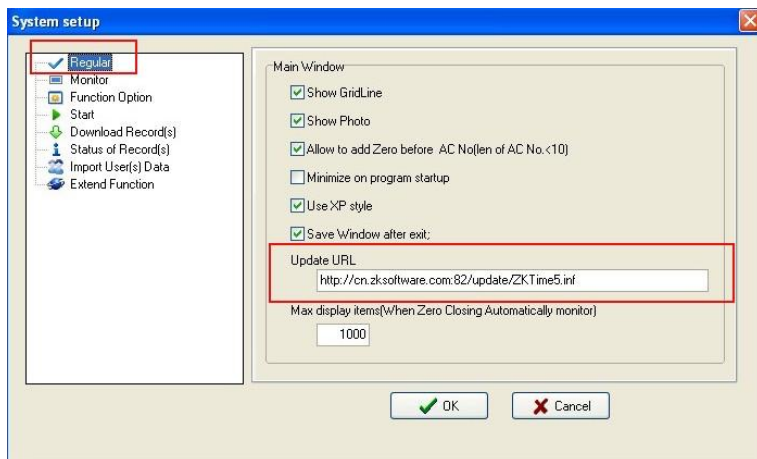 System setup
Regular
Monitor
Function Option
Start
Download Record(s)
Status of Record(s)
Import User(s) Data
Extend Function
Main Window
Show GridLine
Show Photo
Allow to add Zero before AC No(len of AC No.<10)
Minimize on program startup
Use XP style
Save Window after exit;
Update URL
http://cn.zksoftware.com:82/update/ZKTime5.inf
Max display items(When Zero Closing Automatically monitor)
1000
OK Cancel